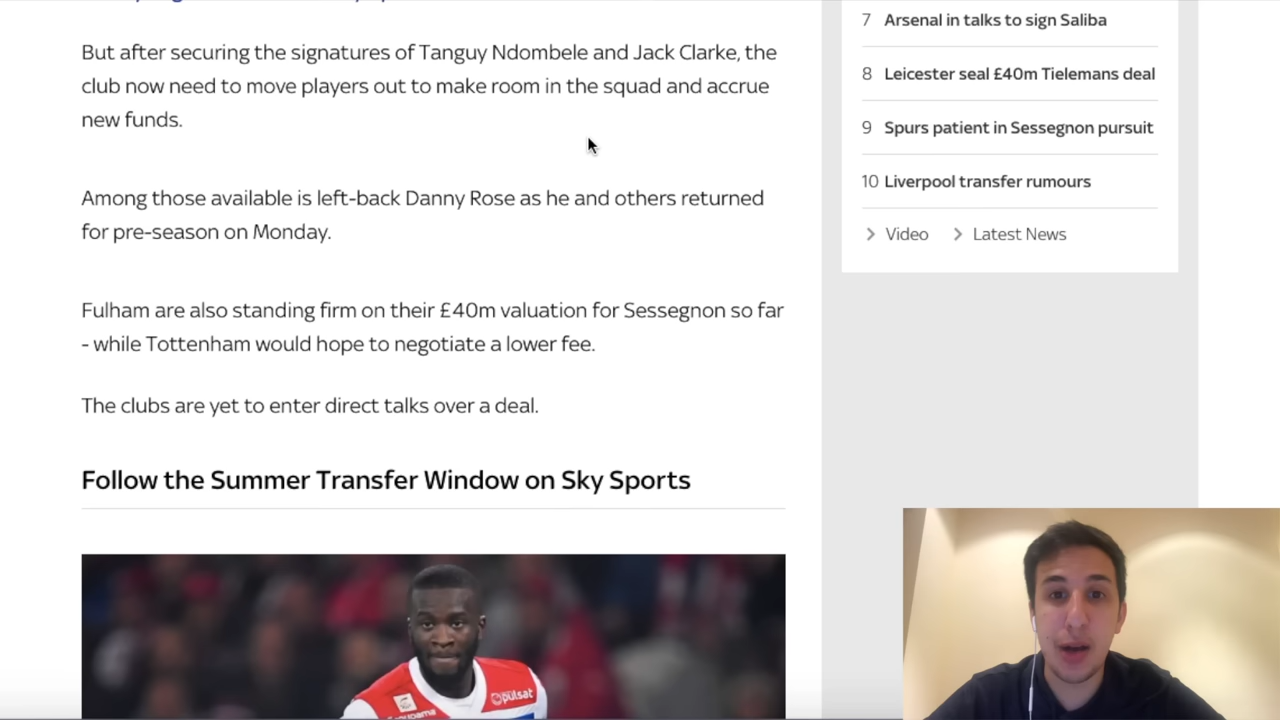 But after securing the signatures of Tanguy Ndombele and Jack Clarke, the
club now need to move players out to make room in the squad and accrue
new funds.
Among those available is left-back Danny Rose as he and others returned
for pre-season on Monday.
Fulham are also standing firm on their £40m valuation for Sessegnon so far
- while Tottenham would hope to negotiate a lower fee.
The clubs are yet to enter direct talks over a deal.
Follow the Summer Transfer Window on Sky Sports
pulsat
Groupama
7 Arsenal in talks to sign Saliba
8 Leicester seal £40m Tielemans deal
9 Spurs patient in Sessegnon pursuit
10 Liverpool transfer rumours
> Video > Latest News